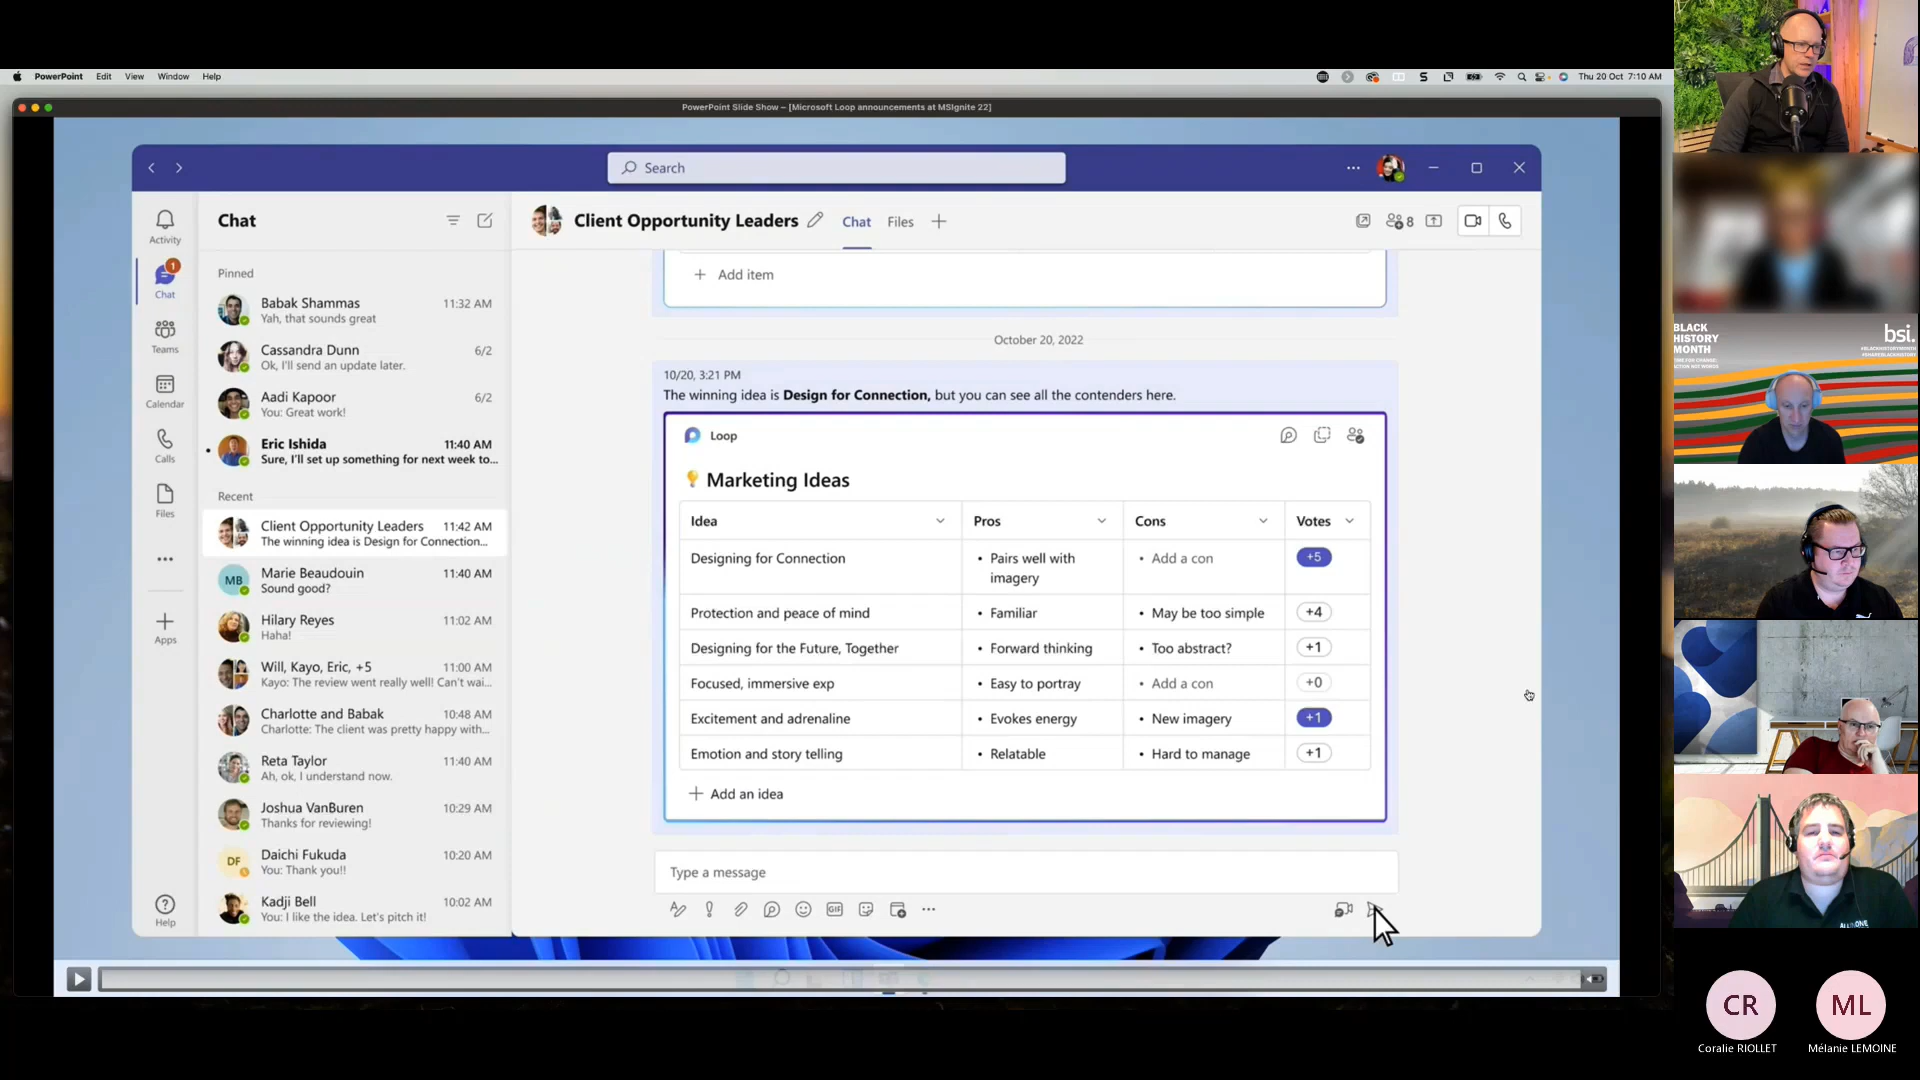 PowerPoint Edit View Window Help
Thu 20 Oct 7:10 AM
PowerPoint Slide Show – [Microsoft Loop announcements at MSIgnite 22]
Search
Activity
1
Chat
Teams
Calendar
Calls
Files
Apps
Help
Chat
Pinned
Babak Shammas 11:32 AM
Yah, that sounds great
Cassandra Dunn 6/2
Ok, I'll send an update later.
Aadi Kapoor 6/2
You: Great work!
Eric Ishida 11:40 AM
Sure, I'll set up something for next week to...
Recent
Client Opportunity Leaders 11:42 AM
The winning idea is Design for Connection...
MB
Marie Beaudouin 11:40 AM
Sound good?
Hilary Reyes 11:02 AM
Haha!
Will, Kayo, Eric, +5 11:00 AM
Kayo: The review went really well! Can't wai...
Charlotte and Babak 10:48 AM
Charlotte: The client was pretty happy with...
Reta Taylor 11:40 AM
Ah, ok, I understand now.
Joshua VanBuren 10:29 AM
Thanks for reviewing!
DF
Daichi Fukuda 10:20 AM
You: Thank you!!
Kadji Bell 10:02 AM
You: I like the idea. Let's pitch it!
Client Opportunity Leaders Chat Files
8
Add item
October 20, 2022
10/20, 3:21 PM
The winning idea is Design for Connection, but you can see all the contenders here.
Loop
Marketing Ideas
Idea Pros Cons Votes
Designing for Connection • Pairs well with • Add a con +5
imagery
Protection and peace of mind • Familiar • May be too simple +4
Designing for the Future, Together • Forward thinking • Too abstract? +1
Focused, immersive exp • Easy to portray • Add a con +0
Excitement and adrenaline • Evokes energy • New imagery +1
Emotion and story telling • Relatable • Hard to manage +1
Add an idea
Type a message
GIF
BLACK
HISTORY
MONTH
TIME FOR CHANGE:
ACTION NOT WORDS
bsi.
#BLACKHISTORYMONTH
#SHAREBLACKHISTORY
CR
Coralie RIOLLET
ML
Mélanie LEMOINE